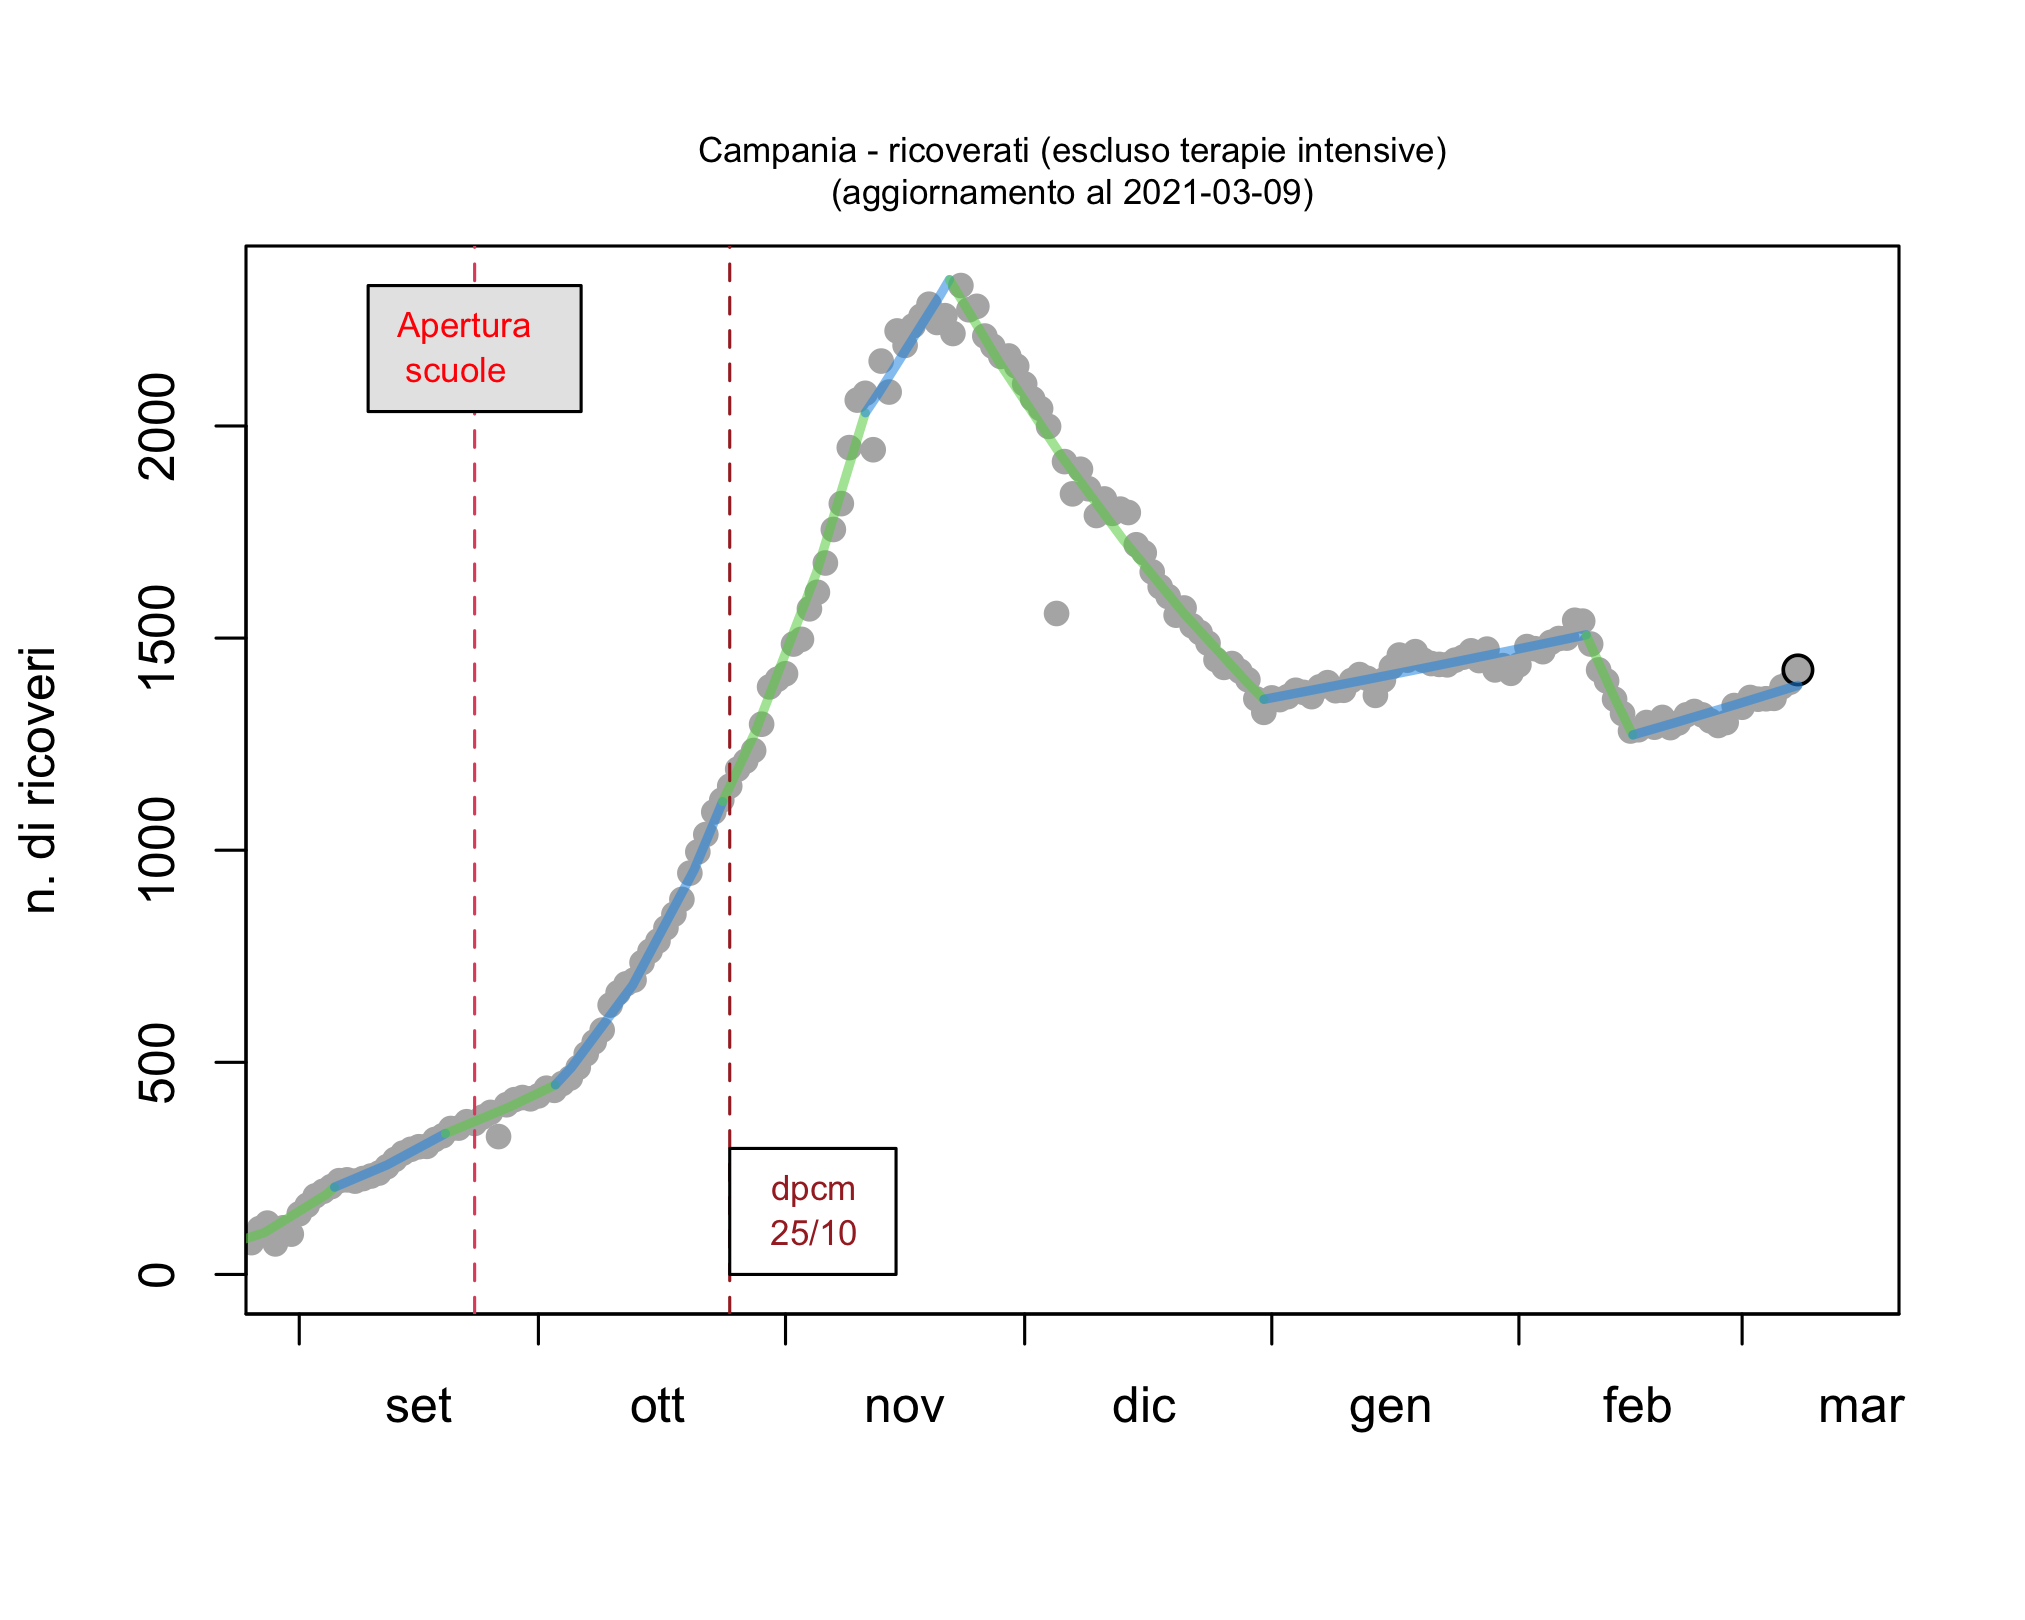 Campania - ricoverati (escluso terapie intensive)
(aggiornamento al 2021-03-09)
n. di ricoveri
2000
1500
1000
500
0
Apertura
scuole
dpcm
25/10
set ott nov dic gen feb mar